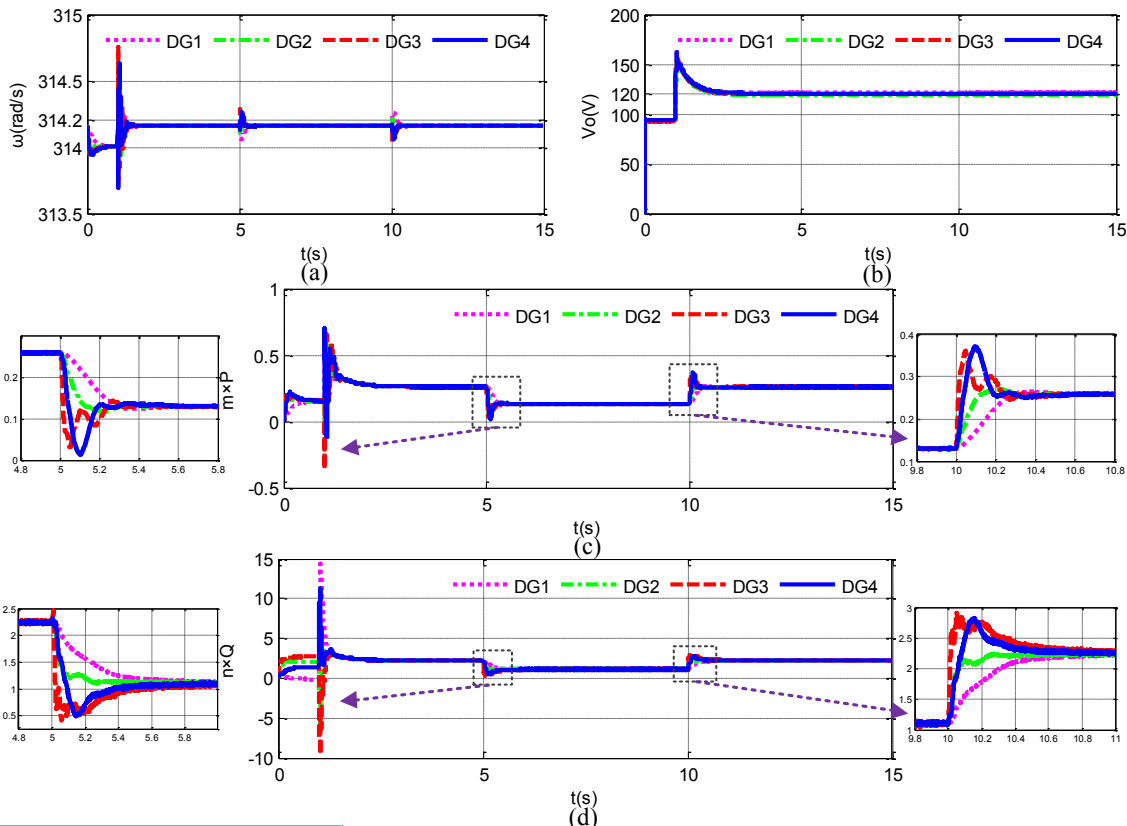 315
314.5
314.2
314
313.5
ω(rad/s)
DG1 DG2 DG3 DG4
0 5 10 15
t(s)
(a)
200
150
120
100
50
0
Vo(V)
DG1 DG2 DG3 DG4
0 5 10 15
t(s)
(b)
1
0.5
0
-0.5
m×P
DG1 DG2 DG3 DG4
0 5 10 15
t(s)
(c)
0.2
0.1
0
4.8 5 5.2 5.4 5.6 5.8
0.4
0.3
0.2
0.1
9.8 10 10.2 10.4 10.6 10.8
15
10
5
0
-5
-10
n×Q
DG1 DG2 DG3 DG4
0 5 10 15
t(s)
(d)
2.5
2
1.5
1
0.5
4.8 5 5.2 5.4 5.6 5.8
3
2.5
2
1.5
1
9.8 10 10.2 10.4 10.6 10.8 11